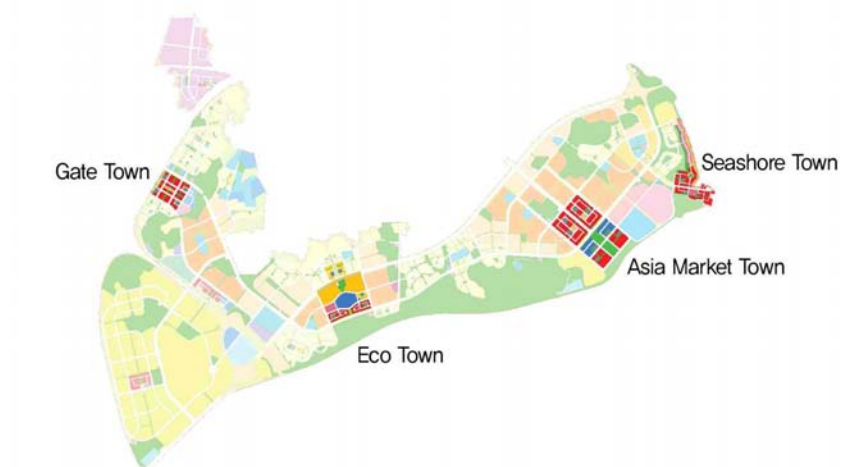 Gate Town
Seashore Town
Asia Market Town
Eco Town